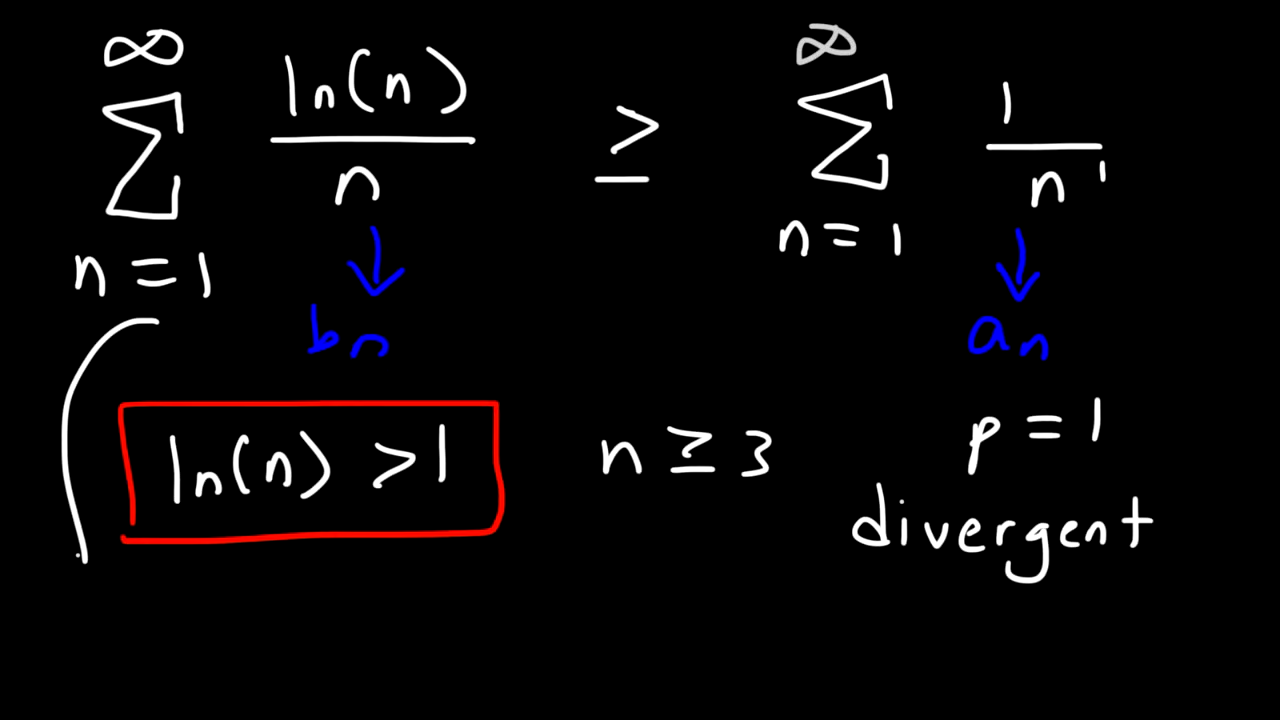 ∞ ∞
Σ ln(n)/n ≥ Σ 1/n¹
n = 1 n = 1
↓ ↓
bn an
ln(n) > 1 n ≥ 3 p = 1
divergent